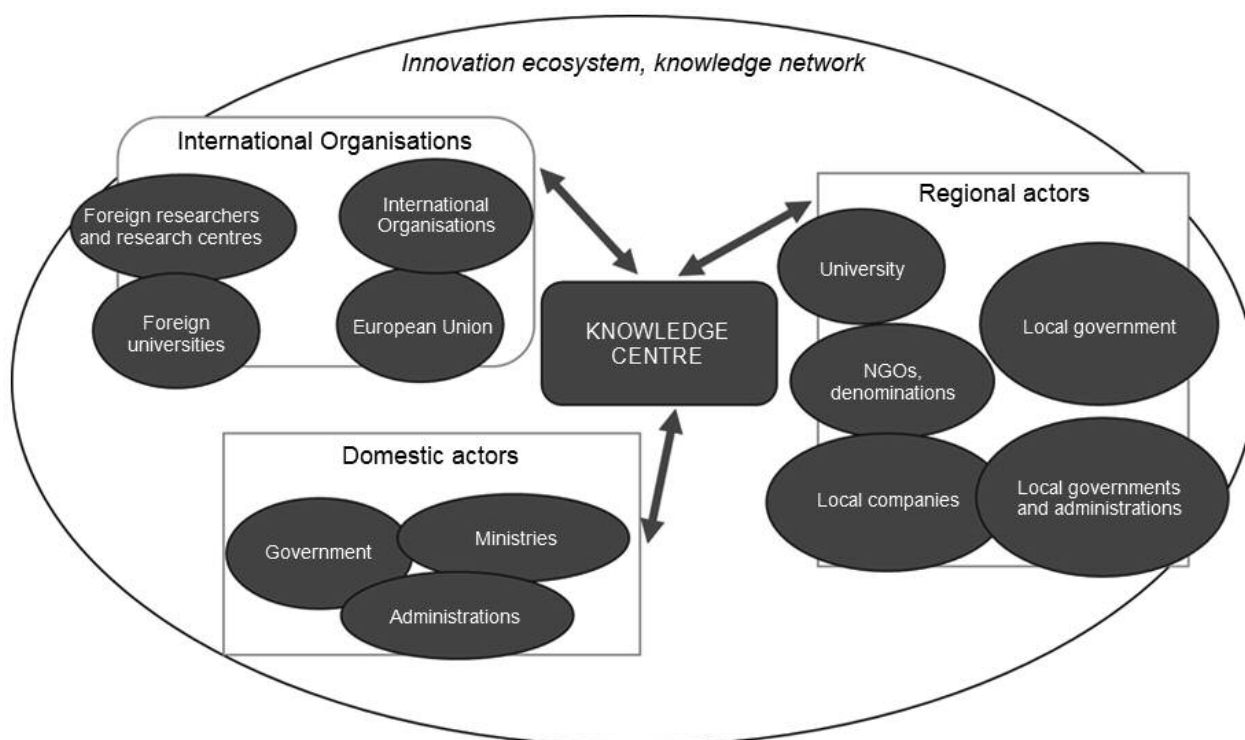 Innovation ecosystem, knowledge network
International Organisations
Foreign researchers
and research centres
International
Organisations
Foreign
universities
European Union
KNOWLEDGE
CENTRE
Regional actors
University
Local government
NGOs,
denominations
Local companies
Local governments
and administrations
Domestic actors
Government
Ministries
Administrations